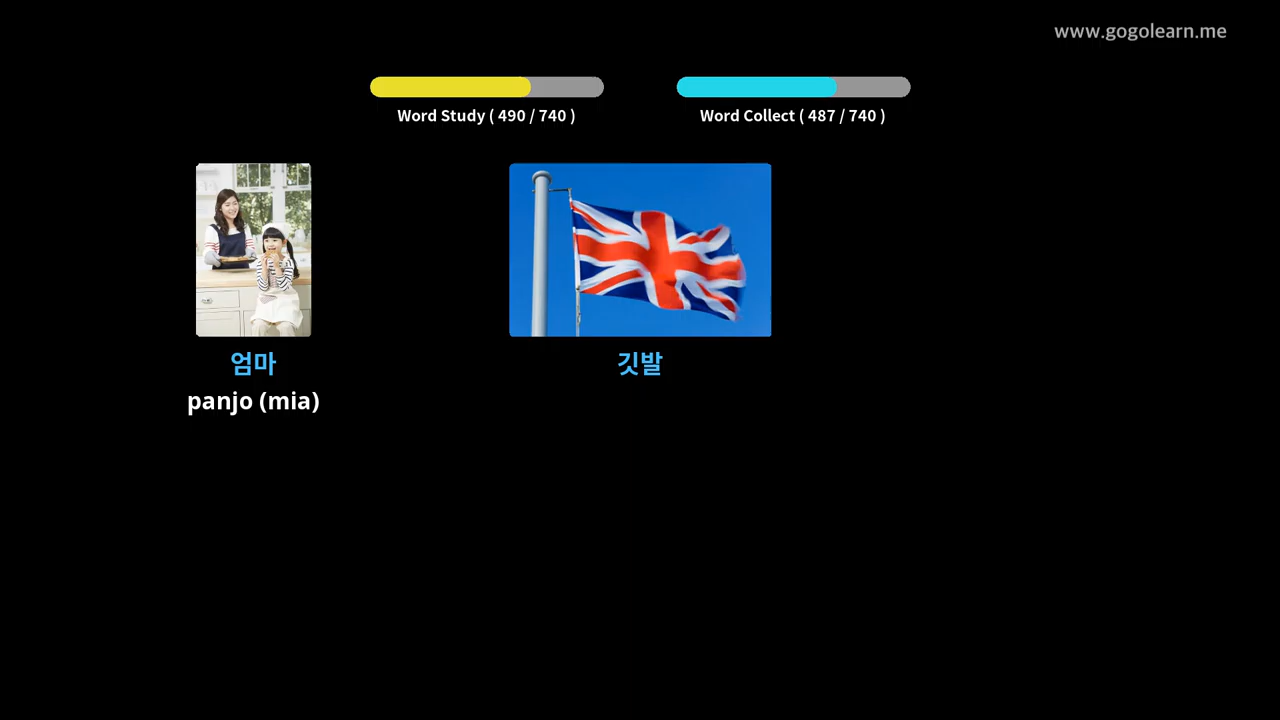 www.gogolearn.me
Word Study ( 490 / 740 )
Word Collect ( 487 / 740 )
엄마
깃발
panjo (mia)